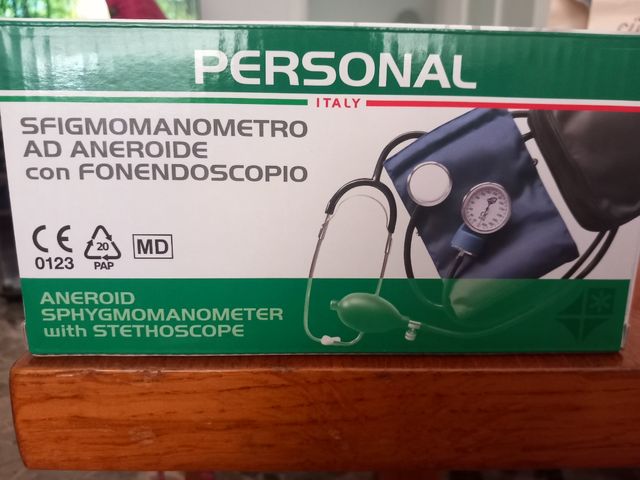 PERSONAL
ITALY
SFIGMOMANOMETRO
AD ANEROIDE
con FONENDOSCOPIO
CE
0123
20
PAP
MD
ANEROID
SPHYGMOMANOMETER
with STETHOSCOPE